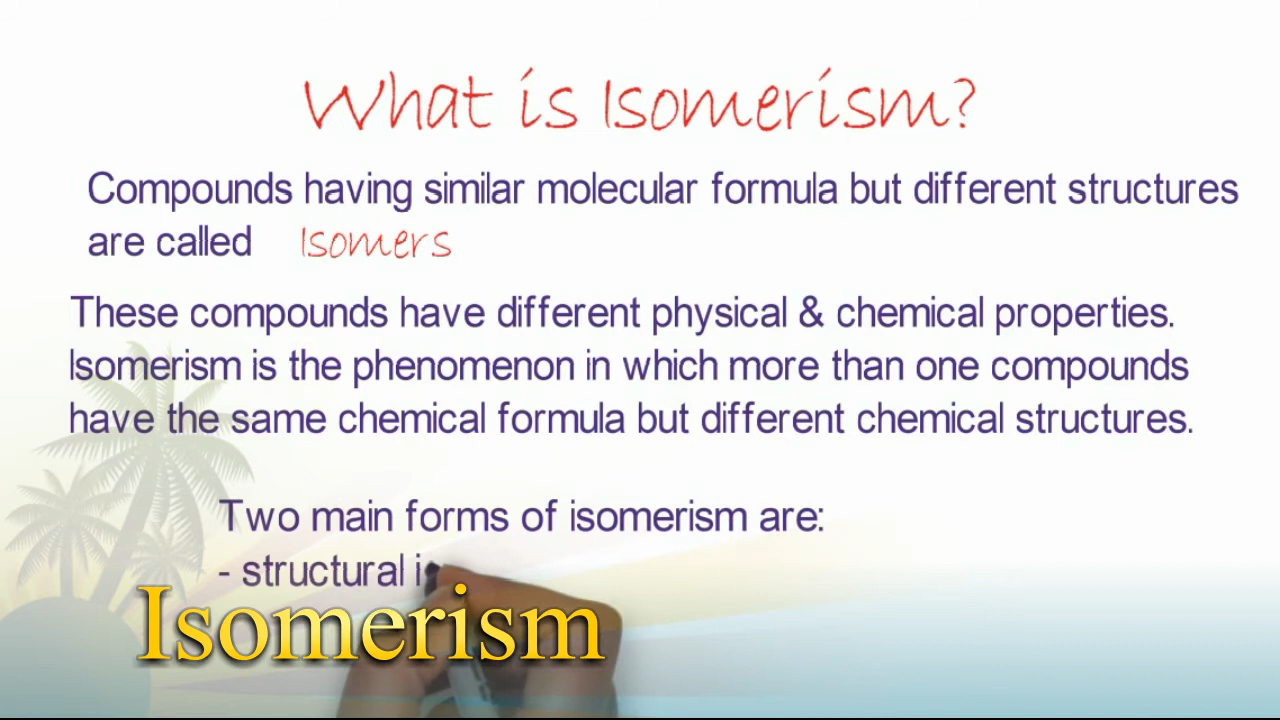 What is Isomerism?
Compounds having similar molecular formula but different structures
are called Isomers
These compounds have different physical & chemical properties.
Isomerism is the phenomenon in which more than one compounds
have the same chemical formula but different chemical structures.
Two main forms of isomerism are:
- structural i
Isomerism